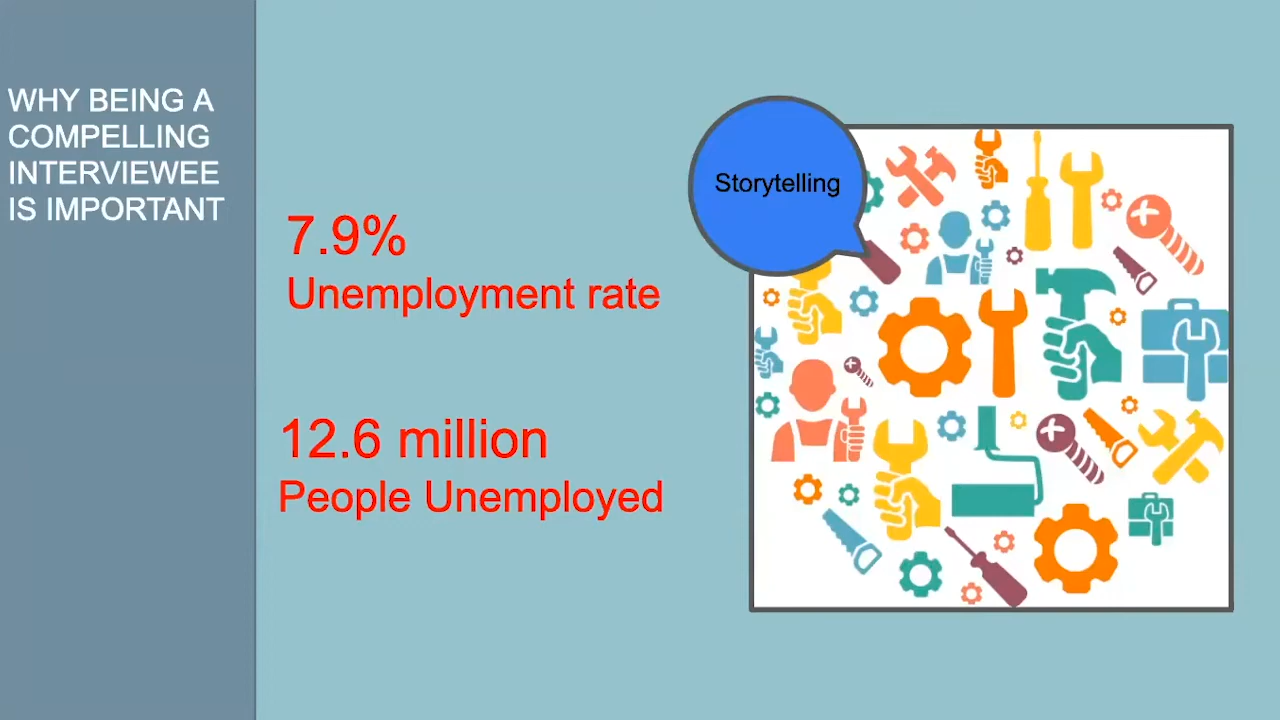 WHY BEING A
COMPELLING
INTERVIEWEE
IS IMPORTANT
7.9%
Unemployment rate
12.6 million
People Unemployed
Storytelling